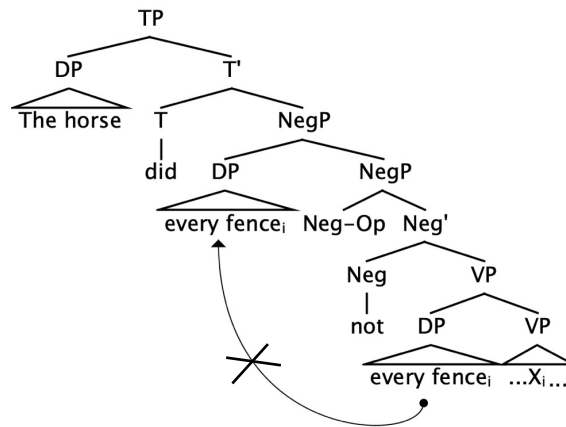 TP
DP T'
The horse T NegP
did DP NegP
every fenceᵢ Neg-Op Neg'
Neg VP
not DP VP
every fenceᵢ ...Xᵢ...